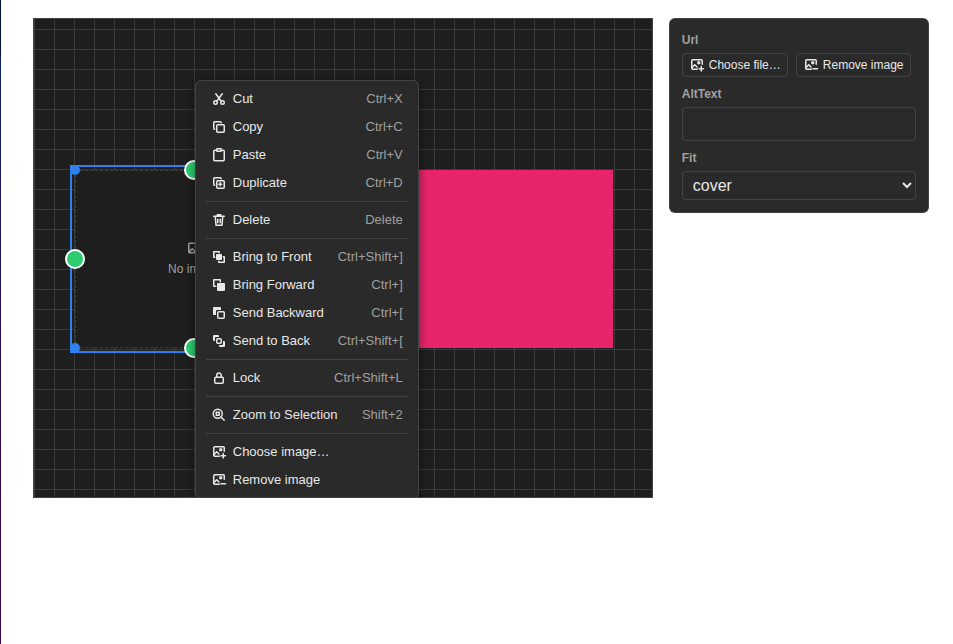 Cut Ctrl+X
Copy Ctrl+C
Paste Ctrl+V
Duplicate Ctrl+D
Delete Delete
Bring to Front Ctrl+Shift+]
Bring Forward Ctrl+]
Send Backward Ctrl+[
Send to Back Ctrl+Shift+[
Lock Ctrl+Shift+L
Zoom to Selection Shift+2
Choose image…
Remove image
No
Url
Choose file… Remove image
AltText
Fit
cover